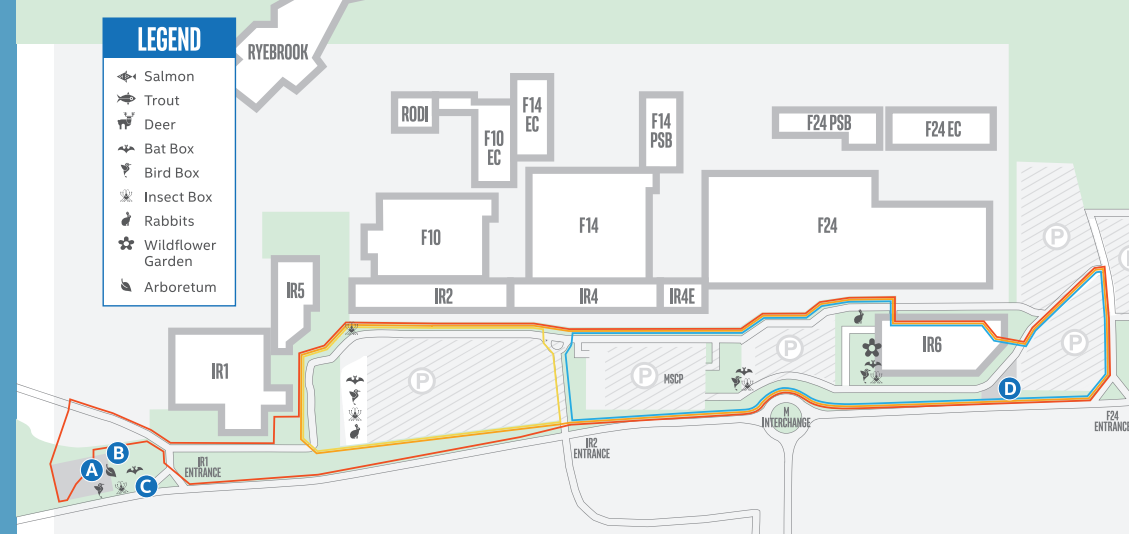 LEGEND
Salmon
Trout
Deer
Bat Box
Bird Box
Insect Box
Rabbits
Wildflower
Garden
Arboretum
RYEBROOK
RODI
F14
EC
F10
EC
F14
PSB
F24 PSB
F24 EC
F10
F14
F24
IR5
IR2
IR4
IR4E
IR1
IR6
P
P
P
P
P
P
MSCP
M
INTERCHANGE
A
B
C
D
IR1
ENTRANCE
IR2
ENTRANCE
F24
ENTRANCE